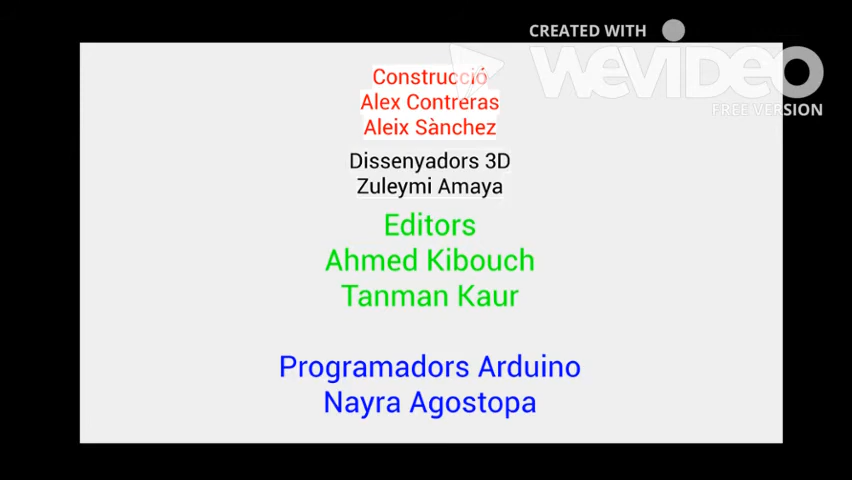 CREATED WITH
WEVIDEO
FREE VERSION
Construcció
Alex Contreras
Aleix Sànchez
Dissenyadors 3D
Zuleymi Amaya
Editors
Ahmed Kibouch
Tanman Kaur
Programadors Arduino
Nayra Agostopa